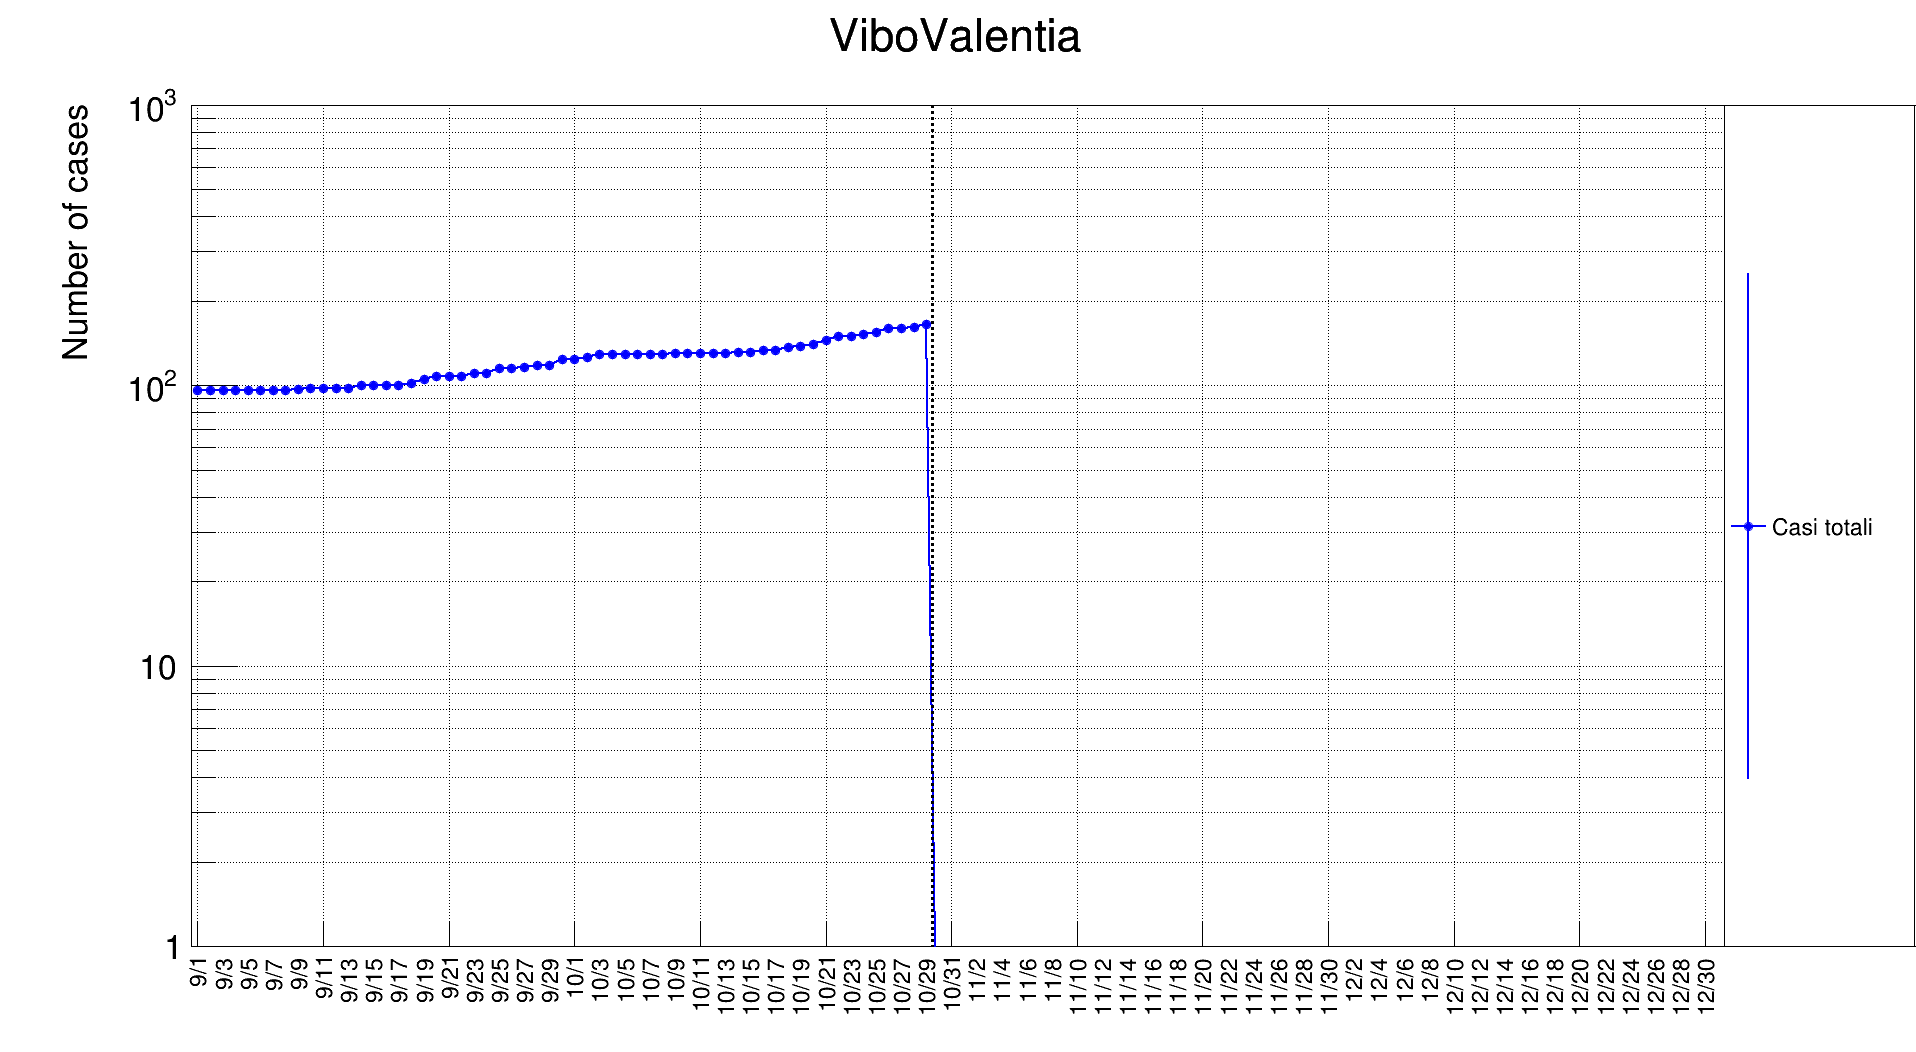 ViboValentia
Number of cases
10³
10²
10
1
9/1 9/3 9/5 9/7 9/9 9/11 9/13 9/15 9/17 9/19 9/21 9/23 9/25 9/27 9/29 10/1 10/3 10/5 10/7 10/9 10/11 10/13 10/15 10/17 10/19 10/21 10/23 10/25 10/27 10/29 10/31 11/2 11/4 11/6 11/8 11/10 11/12 11/14 11/16 11/18 11/20 11/22 11/24 11/26 11/28 11/30 12/2 12/4 12/6 12/8 12/10 12/12 12/14 12/16 12/18 12/20 12/22 12/24 12/26 12/28 12/30
Casi totali